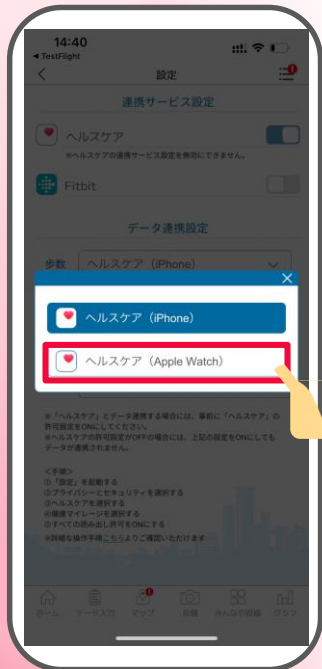 14:40
◀ TestFlight
設定
連携サービス設定
ヘルスケア
※ヘルスケアの連携サービス設定を無効にできません。
Fitbit
データ連携設定
歩数 ヘルスケア（iPhone）
ヘルスケア（iPhone）
ヘルスケア（Apple Watch）
※「ヘルスケア」とデータ連携する場合には、事前に「ヘルスケア」の
許可設定をONにしてください。
※ヘルスケアの許可設定がOFFの場合には、上記の設定をONにしても
データが連携されません。
＜手順＞
①「設定」を起動する
②プライバシーとセキュリティを選択する
③ヘルスケアを選択する
④健康マイレージを選択する
⑤すべての読み出し許可をONにする
※詳細な操作手順こちらよりご確認いただけます
ホーム データ入力 マップ 投稿 みんなの投稿 グラフ